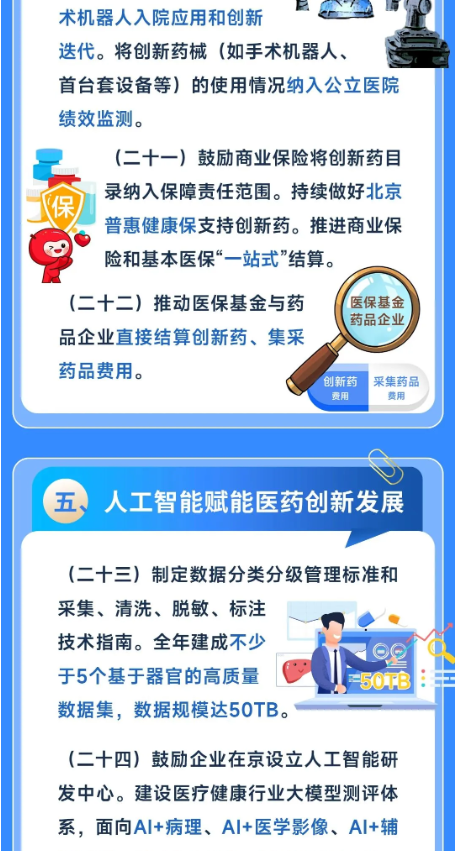 术机器人入院应用和创新
迭代。将创新药械（如手术机器人、
首台套设备等）的使用情况纳入公立医院
绩效监测。
（二十一）鼓励商业保险将创新药目
录纳入保障责任范围。持续做好北京
普惠健康保支持创新药。推进商业保
险和基本医保“一站式”结算。
保
（二十二）推动医保基金与药
品企业直接结算创新药、集采
药品费用。
医保基金
药品企业
创新药
费用
采集药品
费用
五、人工智能赋能医药创新发展
（二十三）制定数据分类分级管理标准和
采集、清洗、脱敏、标注
技术指南。全年建成不少
于5个基于器官的高质量
数据集，数据规模达50TB。
50TB
（二十四）鼓励企业在京设立人工智能研
发中心。建设医疗健康行业大模型测评体
系，面向AI+病理、AI+医学影像、AI+辅